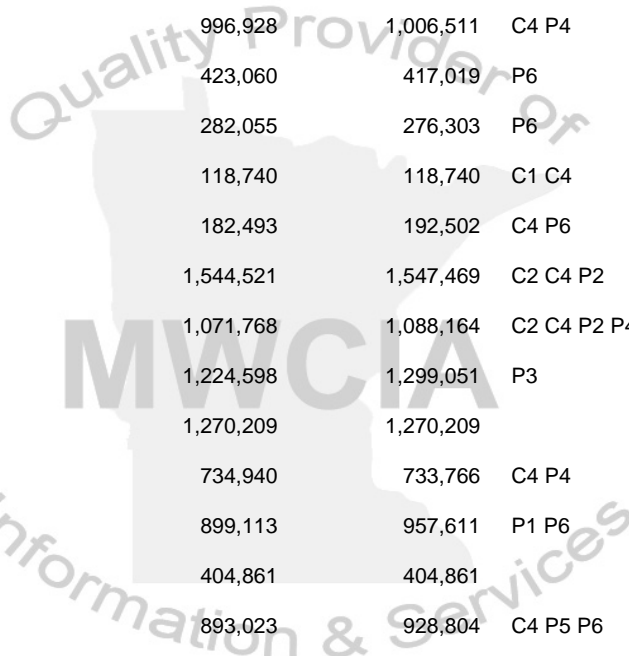 Quality Provider of
996,928 1,006,511 C4 P4
423,060 417,019 P6
282,055 276,303 P6
118,740 118,740 C1 C4
182,493 192,502 C4 P6
1,544,521 1,547,469 C2 C4 P2
1,071,768 1,088,164 C2 C4 P2 P4
MWCIA
1,224,598 1,299,051 P3
1,270,209 1,270,209
734,940 733,766 C4 P4
899,113 957,611 P1 P6
404,861 404,861
893,023 928,804 C4 P5 P6
Information & Services